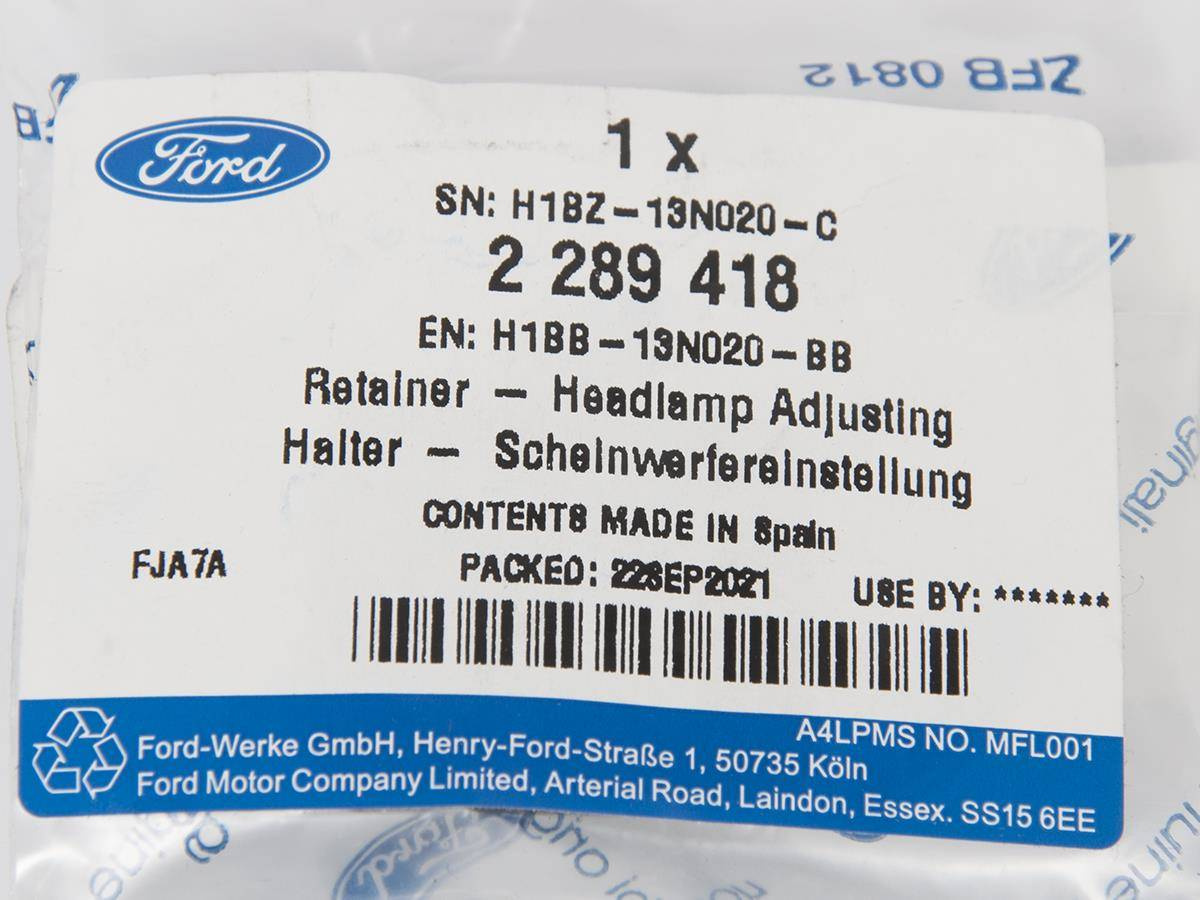 ZFB 0812
Ford
1 x
SN: H1BZ-13N020-C
2 289 418
EN: H1BB-13N020-BB
Retainer - Headlamp Adjusting
Halter - Scheinwerfereinstellung
CONTENTS MADE IN Spain
FJA7A
PACKED: 22SEP2021
USE BY: *******
A4LPMS NO. MFL001
Ford-Werke GmbH, Henry-Ford-Straße 1, 50735 Köln
Ford Motor Company Limited, Arterial Road, Laindon, Essex. SS15 6EE
Ford